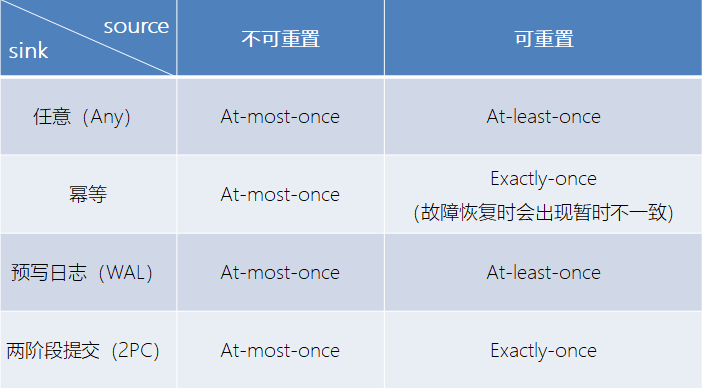 source
sink
不可重置
可重置
任意（Any）
At-most-once
At-least-once
幂等
At-most-once
Exactly-once
（故障恢复时会出现暂时不一致）
预写日志（WAL）
At-most-once
At-least-once
两阶段提交（2PC）
At-most-once
Exactly-once